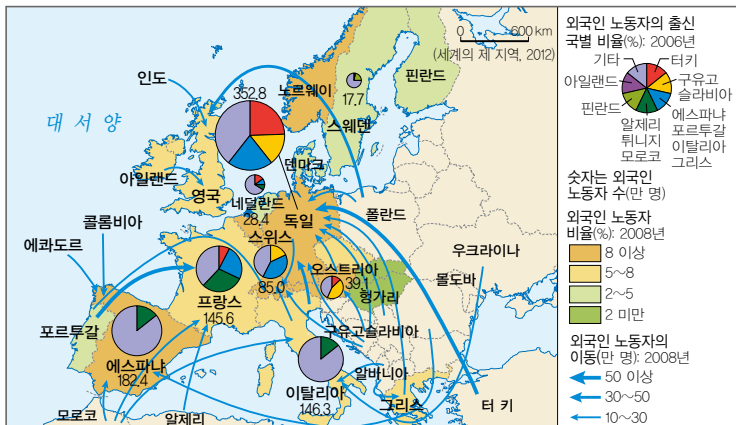 0 600 km
(세계의 제 지역, 2012)
인도
352.8
노르웨이
17.7
핀란드
스웨덴
대서양
덴마크
아일랜드
영국
네덜란드
28.4
독일
폴란드
콜롬비아
에콰도르
스위스
85.0
오스트리아
39.1
헝가리
우크라이나
몰도바
프랑스
145.6
포르투갈
구유고슬라비아
에스파냐
182.4
이탈리아
146.3
알바니아
그리스
터키
모로코
알제리
외국인 노동자의 출신
국별 비율(%): 2006년
기타
터키
아일랜드
구유고
슬라비아
핀란드
알제리
튀니지
모로코
에스파냐
포르투갈
이탈리아
그리스
숫자는 외국인
노동자 수(만 명)
외국인 노동자
비율(%): 2008년
8 이상
5~8
2~5
2 미만
외국인 노동자의
이동(만 명): 2008년
50 이상
30~50
10~30